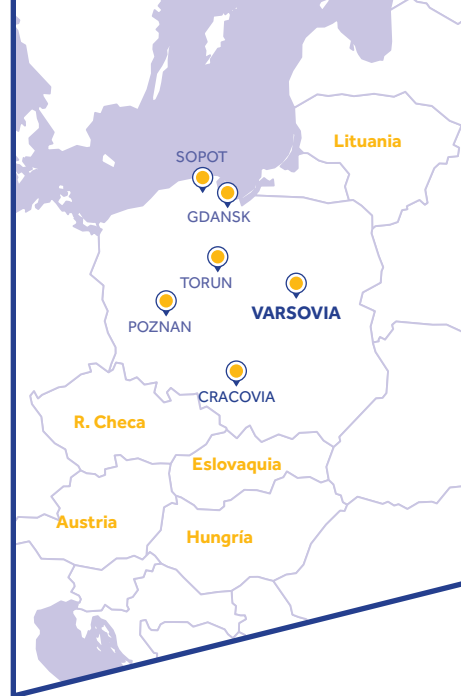 Lituania
SOPOT
GDANSK
TORUN
VARSOVIA
POZNAN
CRACOVIA
R. Checa
Eslovaquia
Austria
Hungría